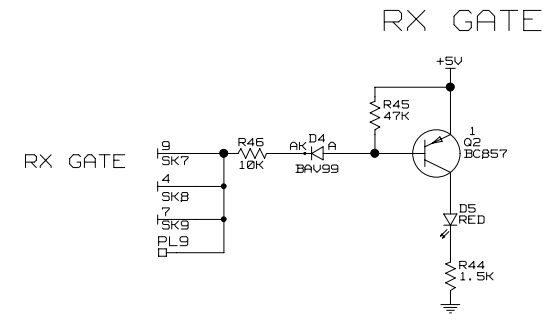 RX GATE
+5V
R45
47K
1
Q2
BC857
R46
10K
D4
AK
A
BAV99
RX GATE
9
SK7
4
SK8
7
SK9
PL9
D5
RED
R44
1.5K